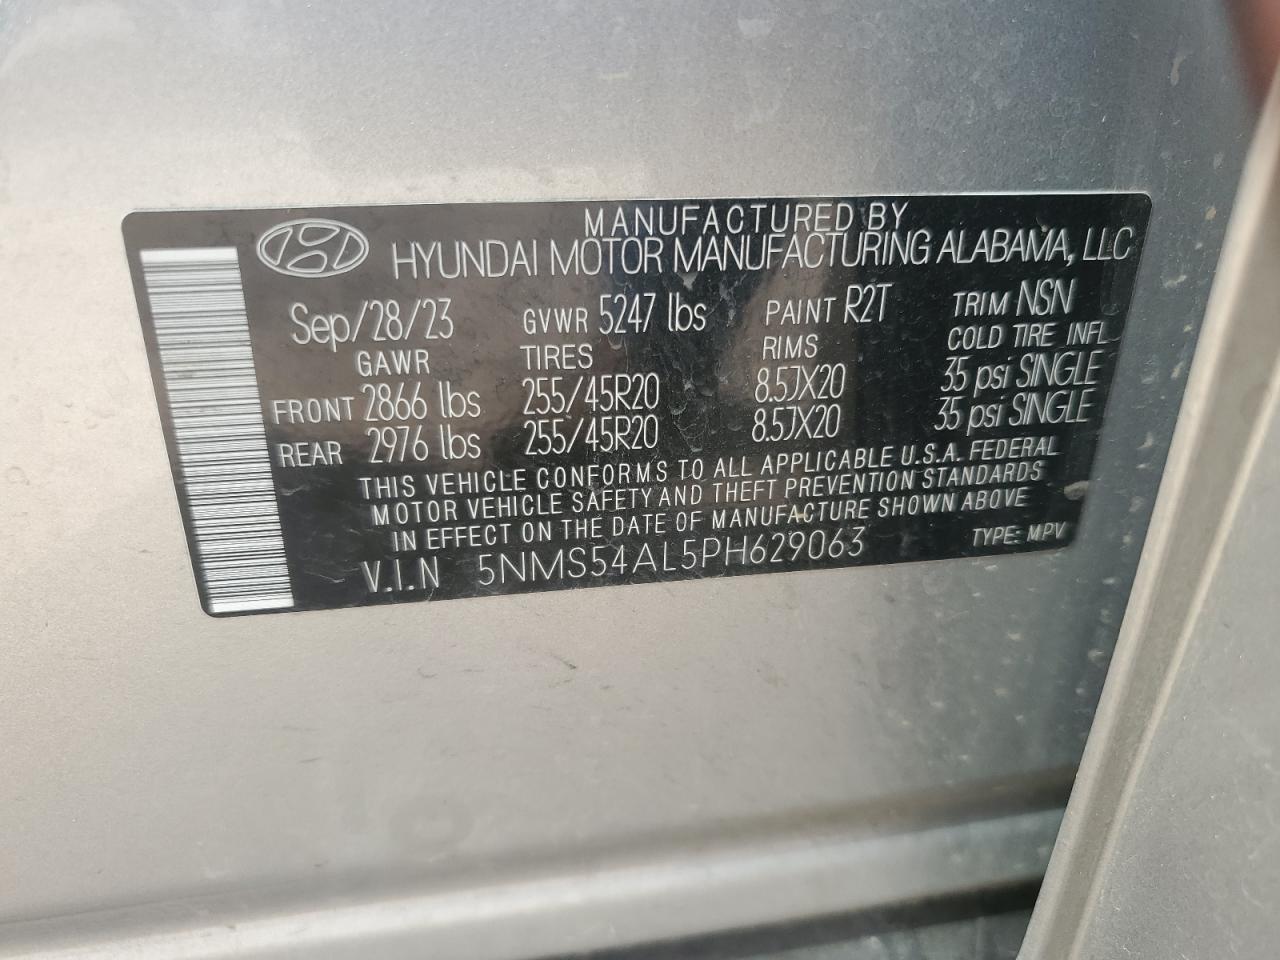 MANUFACTURED BY
HYUNDAI MOTOR MANUFACTURING ALABAMA, LLC
Sep/28/23 GVWR 5247 lbs PAINT R2T TRIM NSN
GAWR TIRES RIMS COLD TIRE INFL
FRONT 2866 lbs 255/45R20 8.5JX20 35 psi SINGLE
REAR 2976 lbs 255/45R20 8.5JX20 35 psi SINGLE
THIS VEHICLE CONFORMS TO ALL APPLICABLE U.S.A. FEDERAL
MOTOR VEHICLE SAFETY AND THEFT PREVENTION STANDARDS
IN EFFECT ON THE DATE OF MANUFACTURE SHOWN ABOVE
V.I.N 5NMS54AL5PH629063 TYPE: MPV